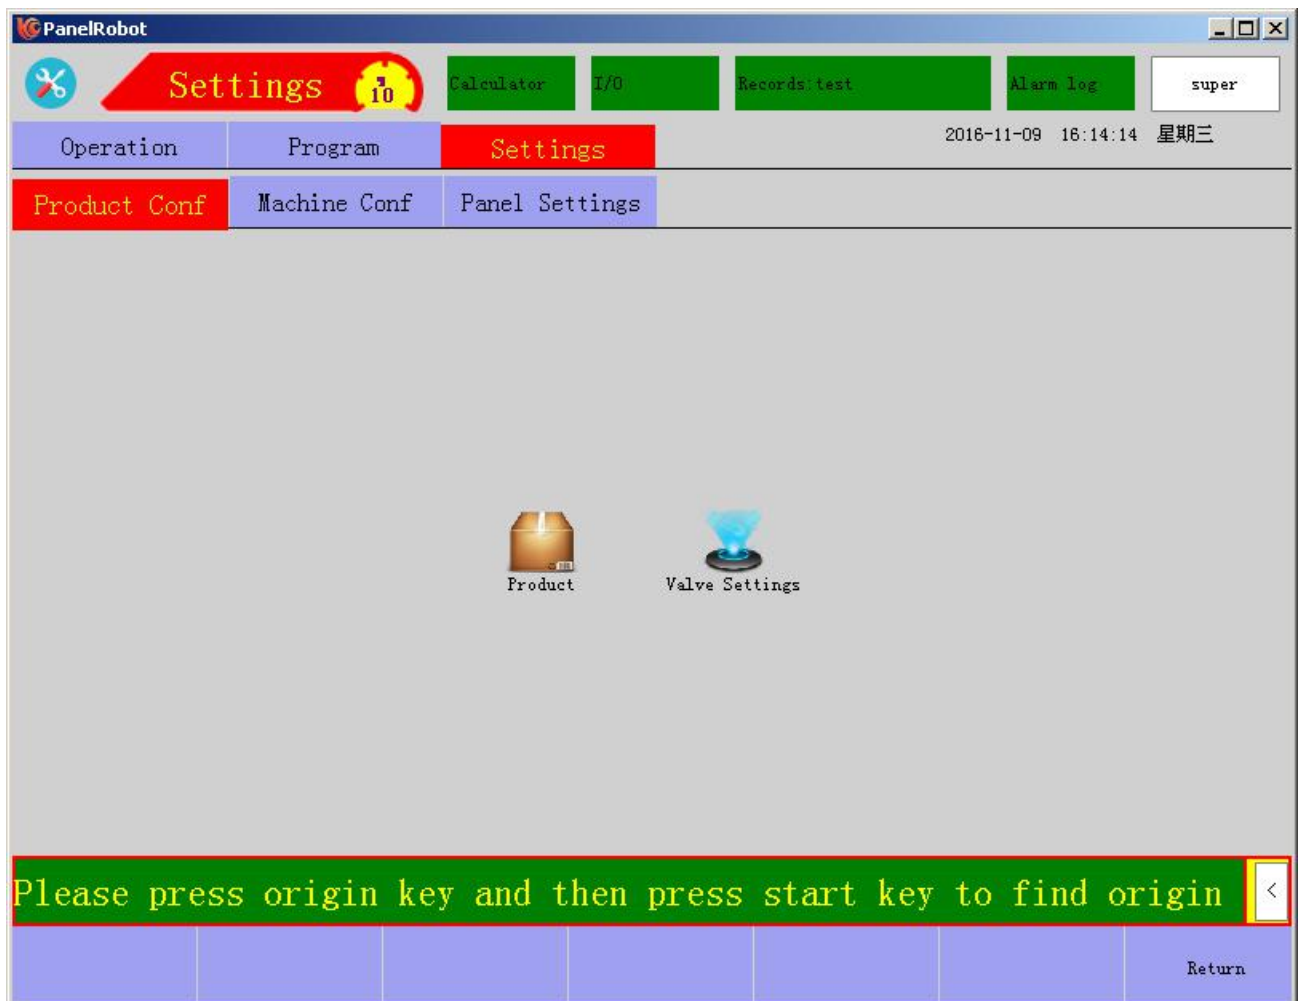 PanelRobot
Settings 10
Calculator I/O Records:test Alarm log super
Operation Program Settings 2016-11-09 16:14:14 星期三
Product Conf Machine Conf Panel Settings
Product Valve Settings
Please press origin key and then press start key to find origin <
Return